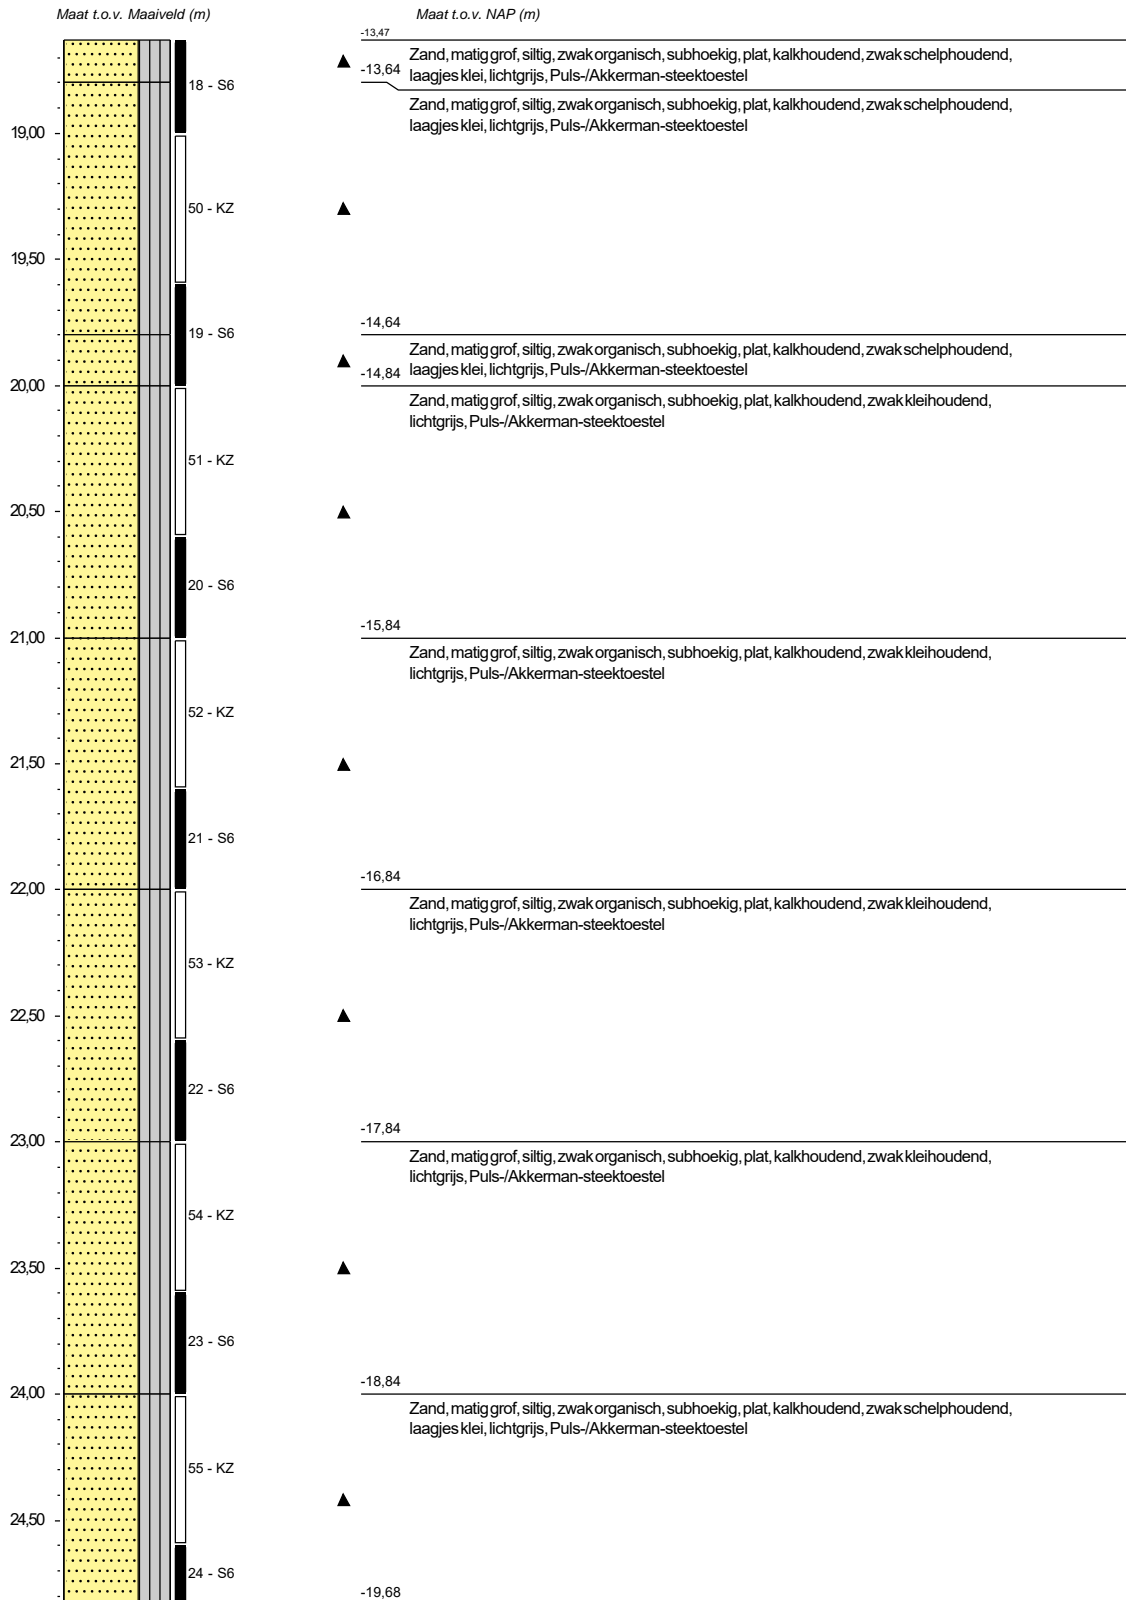 Maat t.o.v. Maaiveld (m)
Maat t.o.v. NAP (m)
-13,47
Zand, matig grof, siltig, zwak organisch, subhoekig, plat, kalkhoudend, zwak schelphoudend,
laagjes klei, lichtgrijs, Puls-/Akkerman-steektoestel
-13,64
18 - S6
Zand, matig grof, siltig, zwak organisch, subhoekig, plat, kalkhoudend, zwak schelphoudend,
laagjes klei, lichtgrijs, Puls-/Akkerman-steektoestel
19,00
50 - KZ
19,50
-14,64
19 - S6
Zand, matig grof, siltig, zwak organisch, subhoekig, plat, kalkhoudend, zwak schelphoudend,
laagjes klei, lichtgrijs, Puls-/Akkerman-steektoestel
-14,84
20,00
Zand, matig grof, siltig, zwak organisch, subhoekig, plat, kalkhoudend, zwak kleihoudend,
lichtgrijs, Puls-/Akkerman-steektoestel
51 - KZ
20,50
20 - S6
-15,84
21,00
Zand, matig grof, siltig, zwak organisch, subhoekig, plat, kalkhoudend, zwak kleihoudend,
lichtgrijs, Puls-/Akkerman-steektoestel
52 - KZ
21,50
21 - S6
-16,84
22,00
Zand, matig grof, siltig, zwak organisch, subhoekig, plat, kalkhoudend, zwak kleihoudend,
lichtgrijs, Puls-/Akkerman-steektoestel
53 - KZ
22,50
22 - S6
-17,84
23,00
Zand, matig grof, siltig, zwak organisch, subhoekig, plat, kalkhoudend, zwak kleihoudend,
lichtgrijs, Puls-/Akkerman-steektoestel
54 - KZ
23,50
23 - S6
-18,84
24,00
Zand, matig grof, siltig, zwak organisch, subhoekig, plat, kalkhoudend, zwak schelphoudend,
laagjes klei, lichtgrijs, Puls-/Akkerman-steektoestel
55 - KZ
24,50
24 - S6
-19,68